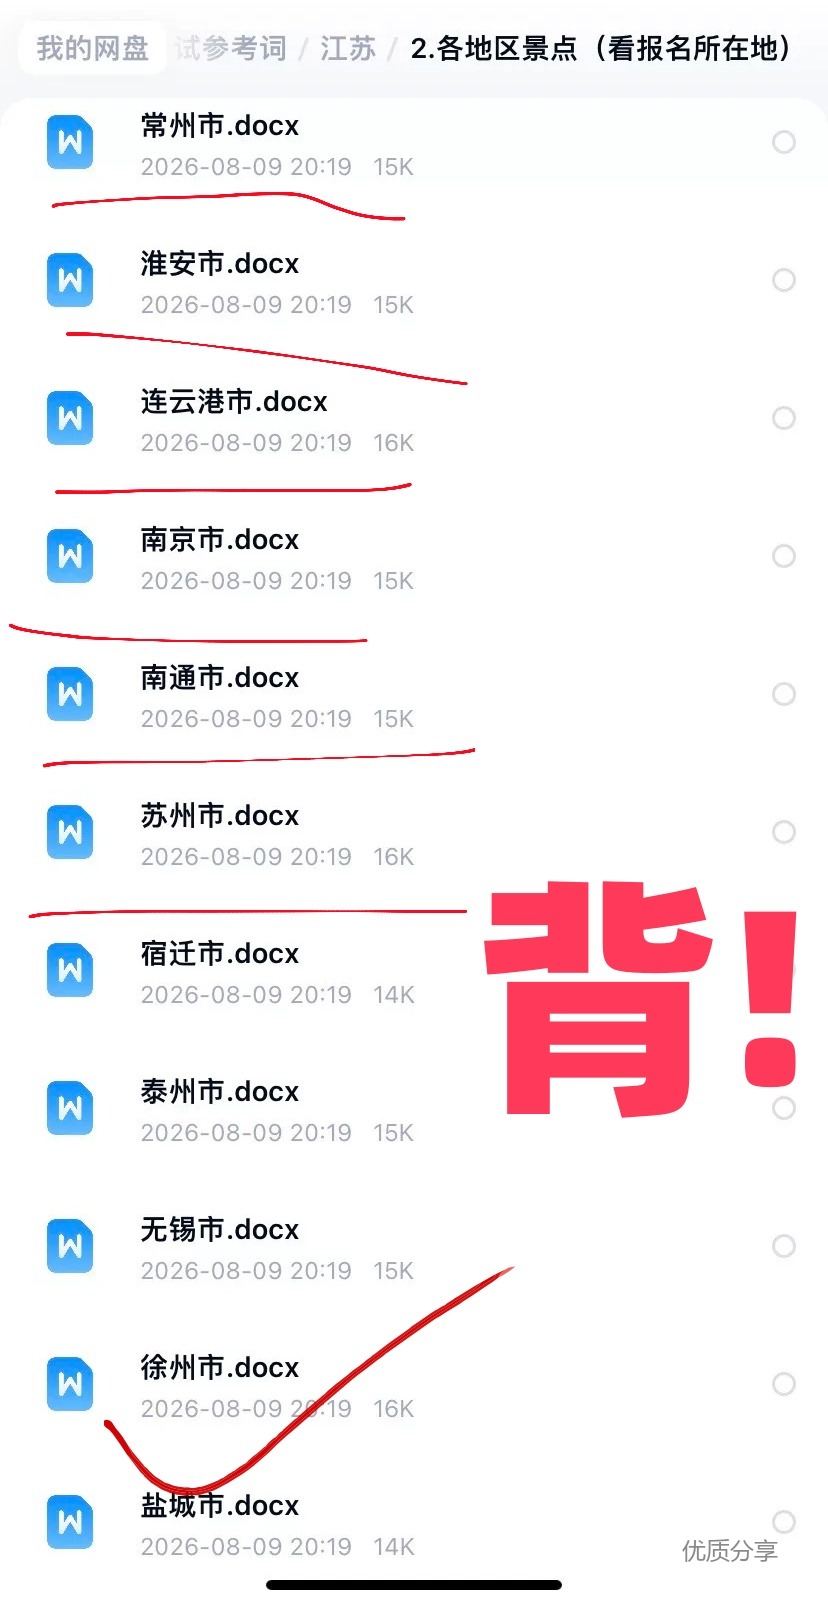 我的网盘 试参考词 / 江苏 / 2.各地区景点（看报名所在地）
常州市.docx
2026-08-09 20:19 15K
淮安市.docx
2026-08-09 20:19 15K
连云港市.docx
2026-08-09 20:19 16K
南京市.docx
2026-08-09 20:19 15K
南通市.docx
2026-08-09 20:19 15K
苏州市.docx
2026-08-09 20:19 16K
宿迁市.docx
2026-08-09 20:19 14K
背!
泰州市.docx
2026-08-09 20:19 15K
无锡市.docx
2026-08-09 20:19 15K
徐州市.docx
2026-08-09 20:19 16K
盐城市.docx
2026-08-09 20:19 14K
优质分享